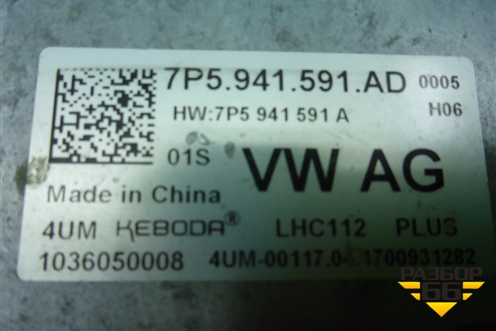 7P5.941.591.AD 0005
HW:7P5 941 591 A H06
01S VW AG
Made in China
4UM KEBODA® LHC112 PLUS
1036050008 4UM-00117.04 1700931282
РАЗБОР
66